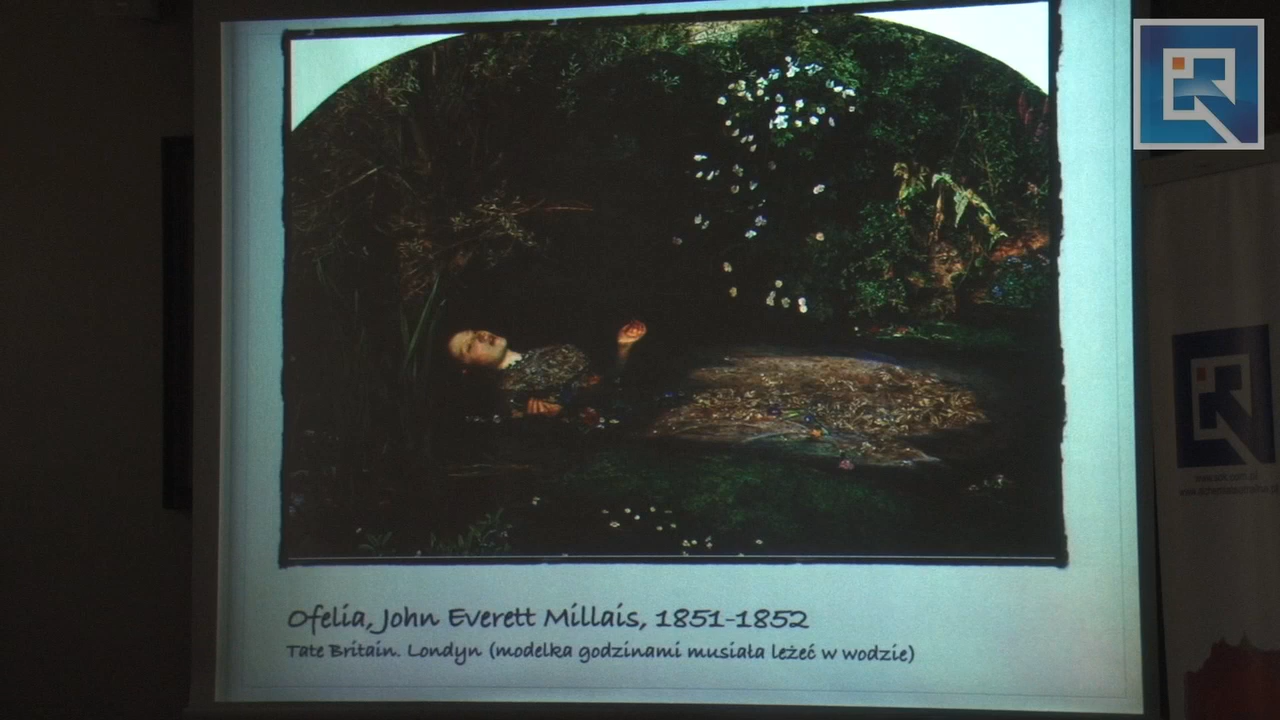 Ofelia, John Everett Millais, 1851-1852
Tate Britain. Londyn (modelka godzinami musiała leżeć w wodzie)